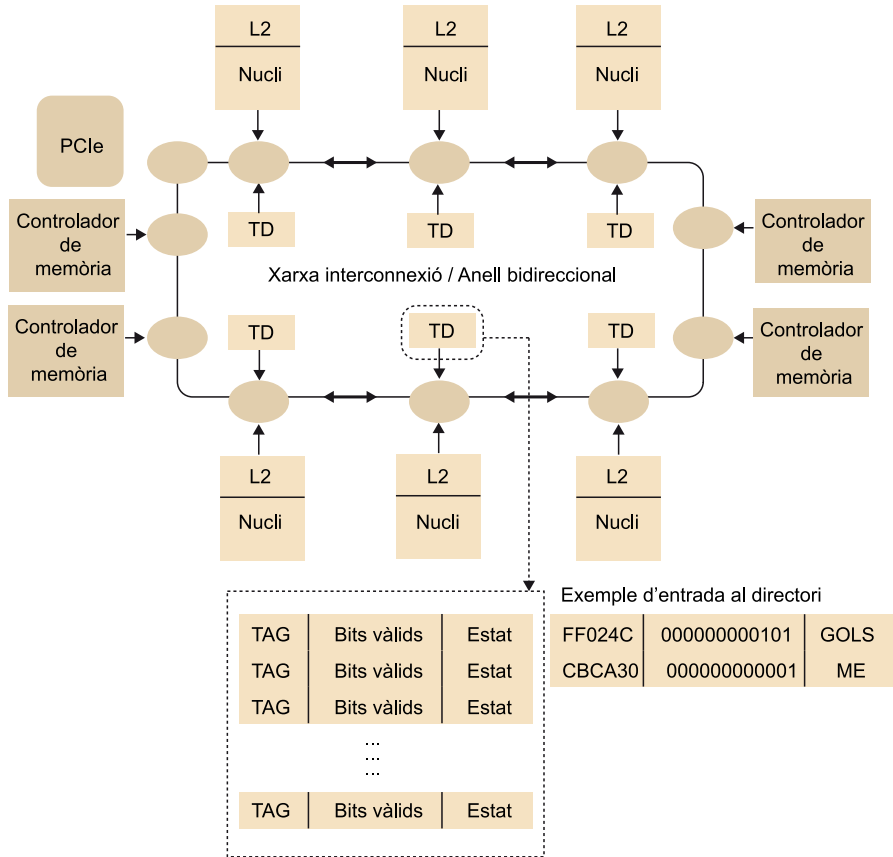 L2
Nucli
L2
Nucli
L2
Nucli
PCIe
TD
TD
TD
Controlador
de
memòria
Controlador
de
memòria
Xarxa interconnexió / Anell bidireccional
Controlador
de
memòria
Controlador
de
memòria
TD
TD
TD
L2
Nucli
L2
Nucli
L2
Nucli
Exemple d’entrada al directori
FF024C 000000000101 GOLS
CBCA30 000000000001 ME
TAG Bits vàlids Estat
TAG Bits vàlids Estat
TAG Bits vàlids Estat
...
...
TAG Bits vàlids Estat